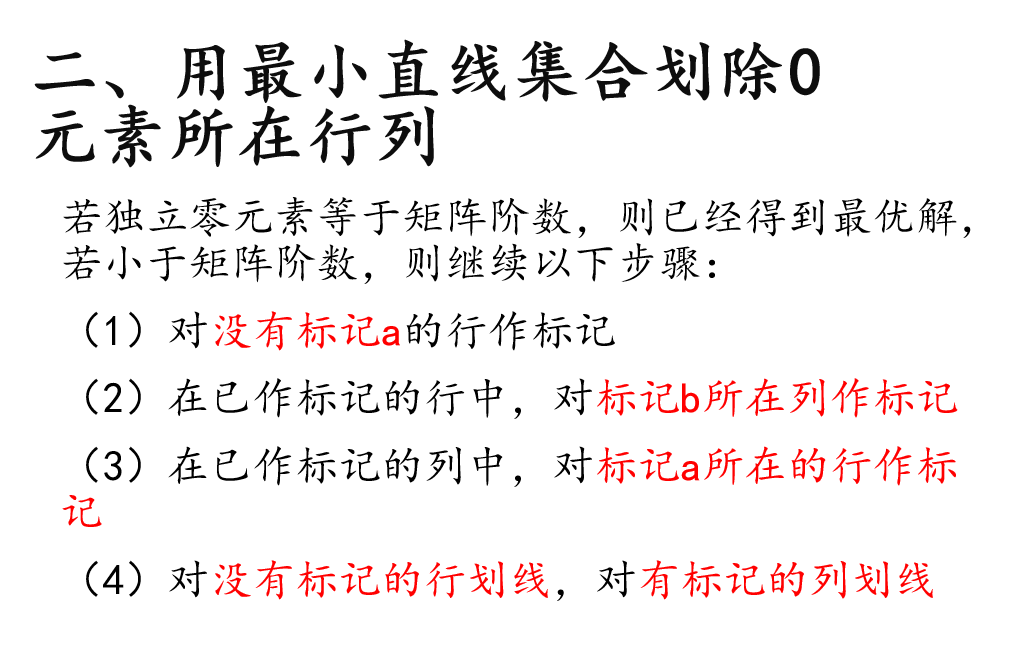 二、用最小直线集合划除0
元素所在行列
若独立零元素等于矩阵阶数，则已经得到最优解，
若小于矩阵阶数，则继续以下步骤：
（1）对没有标记a的行作标记
（2）在已作标记的行中，对标记b所在列作标记
（3）在已作标记的列中，对标记a所在的行作标
记
（4）对没有标记的行划线，对有标记的列划线